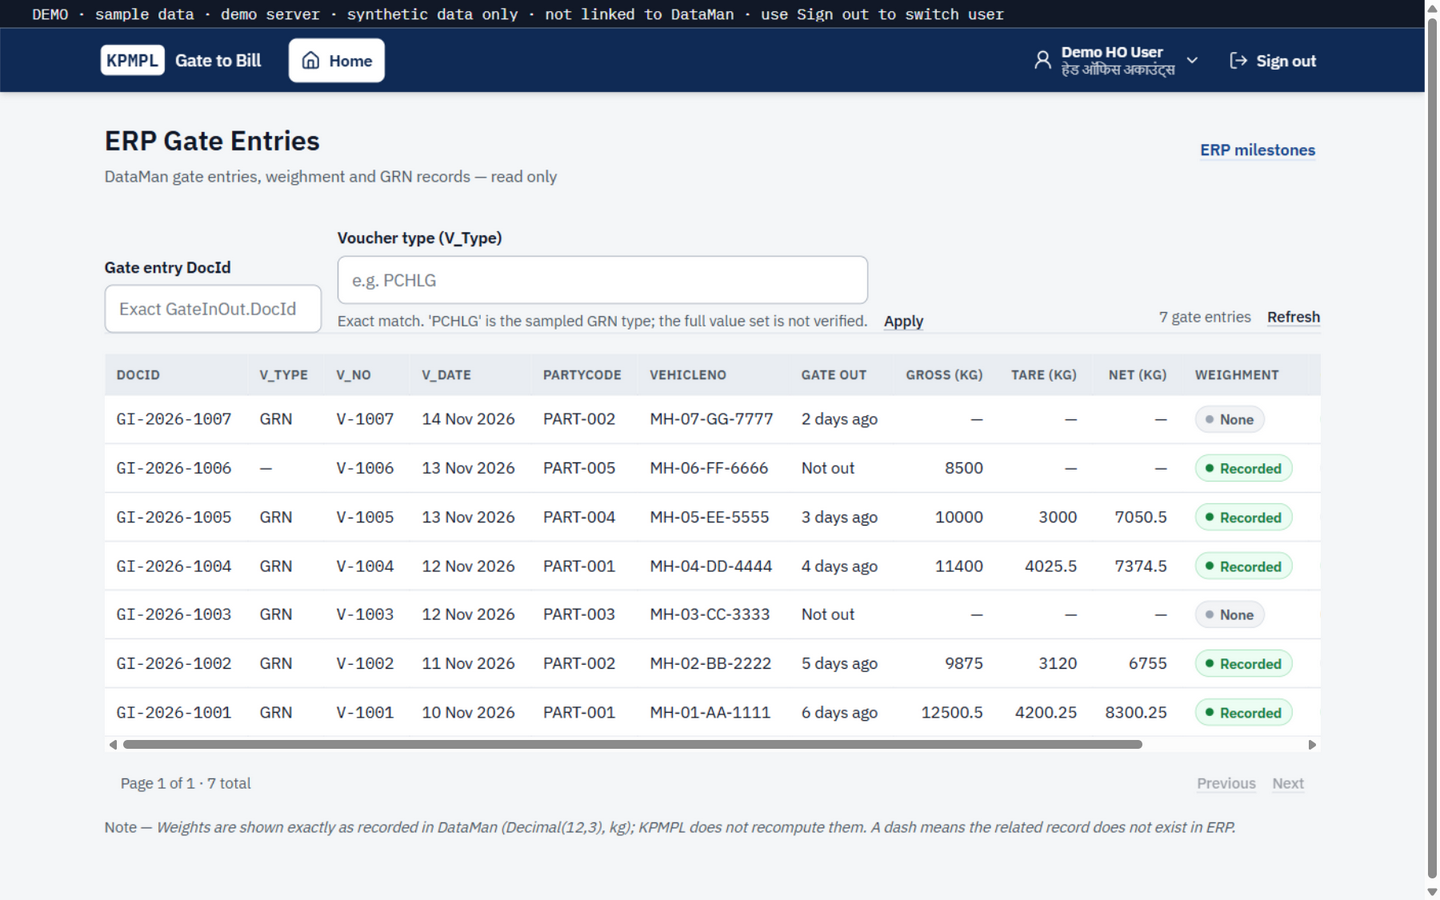 DEMO · sample data · demo server · synthetic data only · not linked to DataMan · use Sign out to switch user
KPMPL Gate to Bill Home Demo HO User Sign out
हेड ऑफिस अकाउंट्स
ERP Gate Entries
ERP milestones
DataMan gate entries, weighment and GRN records — read only
Voucher type (V_Type)
Gate entry DocId
e.g. PCHLG
Exact GateInOut.DocId
Exact match. 'PCHLG' is the sampled GRN type; the full value set is not verified. Apply 7 gate entries Refresh
DOCID V_TYPE V_NO V_DATE PARTYCODE VEHICLENO GATE OUT GROSS (KG) TARE (KG) NET (KG) WEIGHMENT
GI-2026-1007 GRN V-1007 14 Nov 2026 PART-002 MH-07-GG-7777 2 days ago — — — None
GI-2026-1006 — V-1006 13 Nov 2026 PART-005 MH-06-FF-6666 Not out 8500 — — Recorded
GI-2026-1005 GRN V-1005 13 Nov 2026 PART-004 MH-05-EE-5555 3 days ago 10000 3000 7050.5 Recorded
GI-2026-1004 GRN V-1004 12 Nov 2026 PART-001 MH-04-DD-4444 4 days ago 11400 4025.5 7374.5 Recorded
GI-2026-1003 GRN V-1003 12 Nov 2026 PART-003 MH-03-CC-3333 Not out — — — None
GI-2026-1002 GRN V-1002 11 Nov 2026 PART-002 MH-02-BB-2222 5 days ago 9875 3120 6755 Recorded
GI-2026-1001 GRN V-1001 10 Nov 2026 PART-001 MH-01-AA-1111 6 days ago 12500.5 4200.25 8300.25 Recorded
Page 1 of 1 · 7 total Previous Next
Note — Weights are shown exactly as recorded in DataMan (Decimal(12,3), kg); KPMPL does not recompute them. A dash means the related record does not exist in ERP.